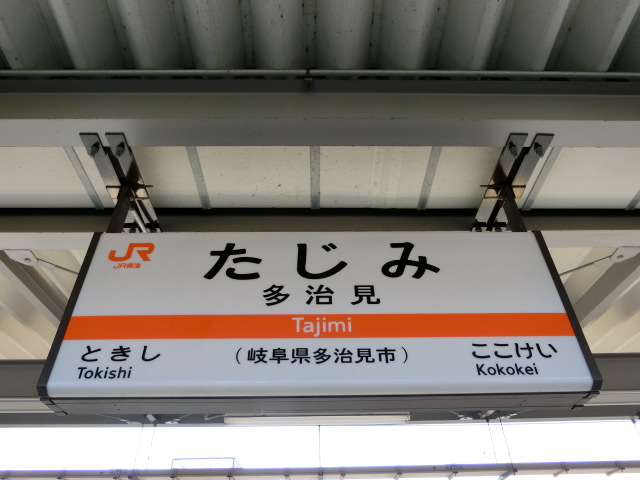 JR
JR東海
たじみ
多治見
Tajimi
ときし
Tokishi
（岐阜県多治見市）
ここけい
Kokokei